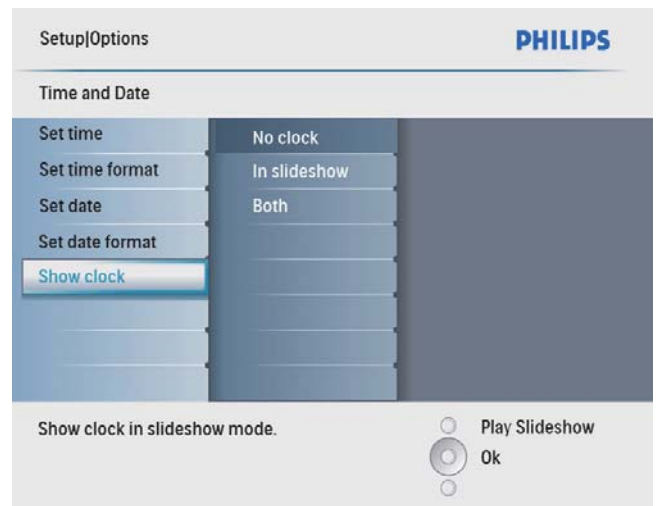 Setup|Options
PHILIPS
Time and Date
Set time
Set time format
Set date
Set date format
Show clock
No clock
In slideshow
Both
Show clock in slideshow mode.
Play Slideshow
Ok